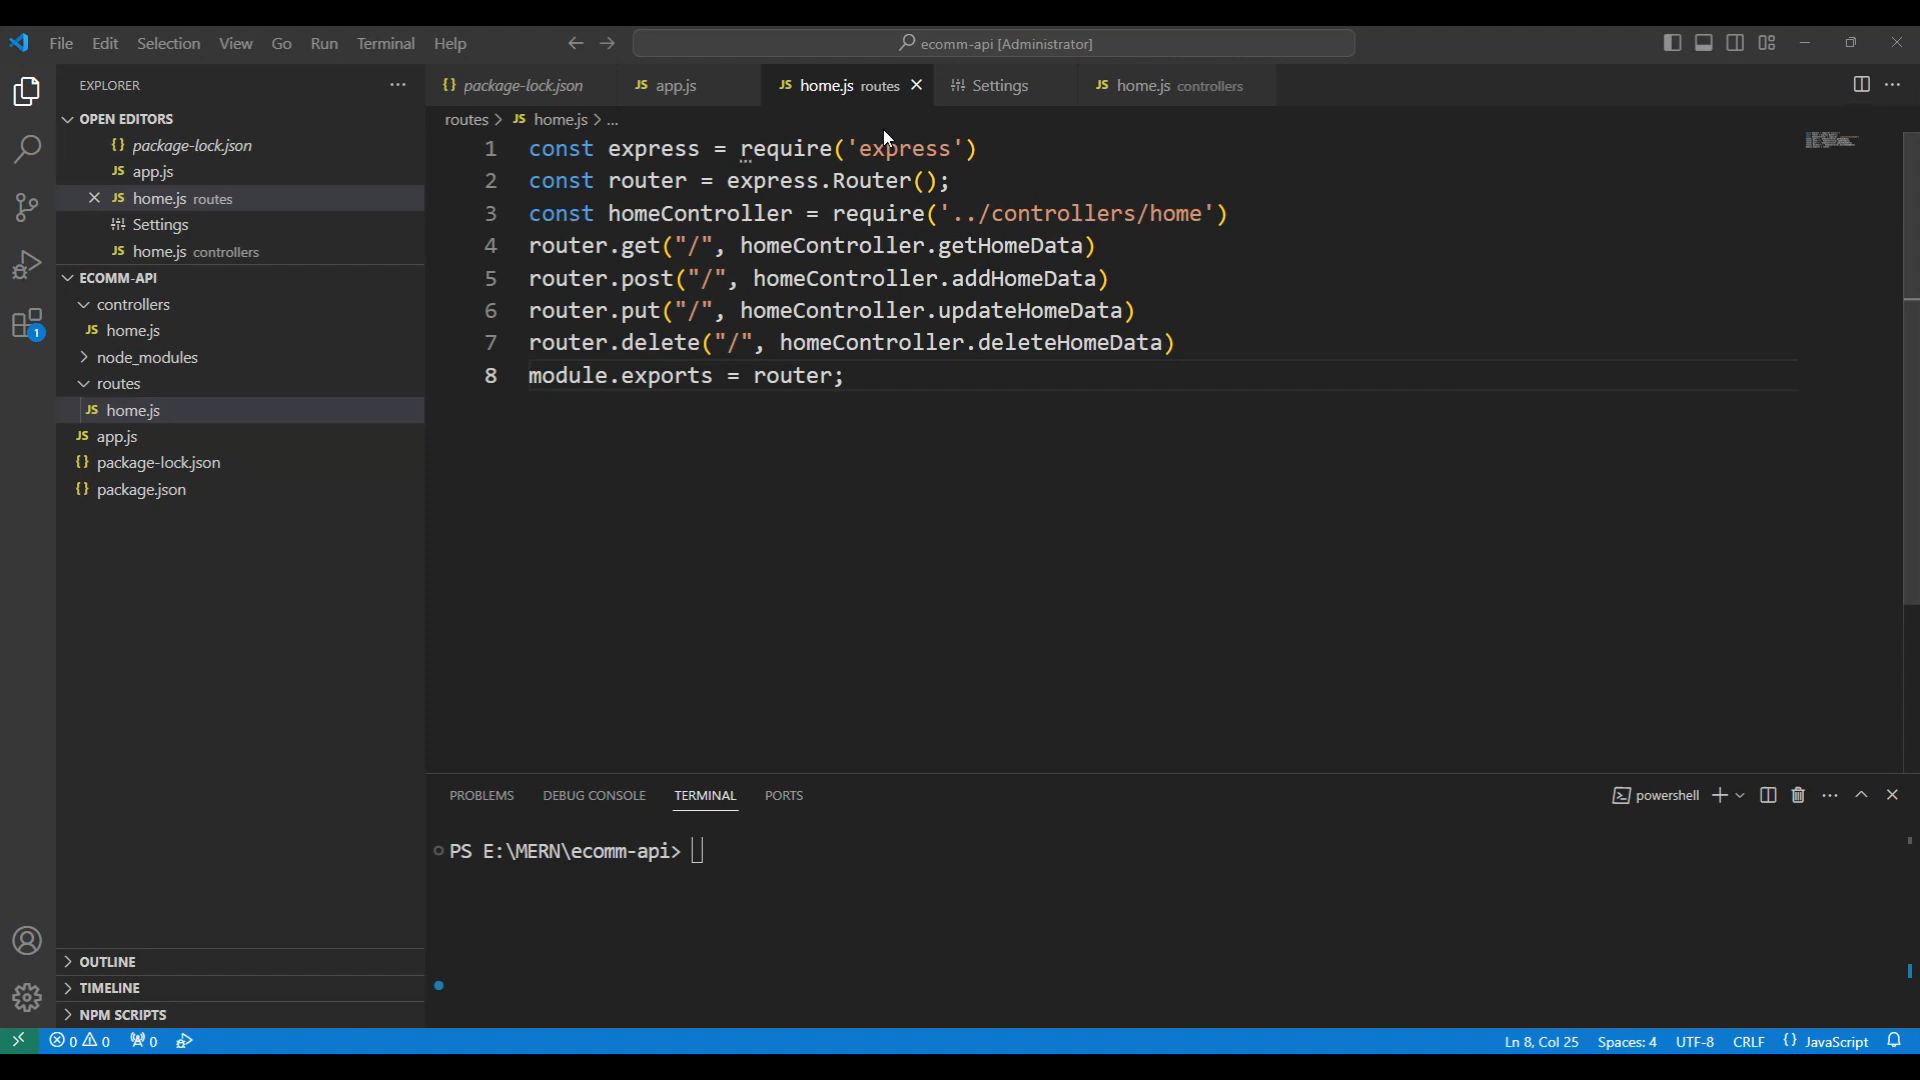 File Edit Selection View Go Run Terminal Help
ecomm-api [Administrator]
EXPLORER
{} package-lock.json
JS app.js
JS home.js routes
Settings
JS home.js controllers
OPEN EDITORS
{} package-lock.json
JS app.js
JS home.js routes
Settings
JS home.js controllers
ECOMM-API
controllers
JS home.js
node_modules
routes
JS home.js
JS app.js
{} package-lock.json
{} package.json
OUTLINE
TIMELINE
NPM SCRIPTS
1
routes > JS home.js > ...
1 const express = require('express')
2 const router = express.Router();
3 const homeController = require('../controllers/home')
4 router.get("/", homeController.getHomeData)
5 router.post("/", homeController.addHomeData)
6 router.put("/", homeController.updateHomeData)
7 router.delete("/", homeController.deleteHomeData)
8 module.exports = router;
PROBLEMS DEBUG CONSOLE TERMINAL PORTS
powershell
PS E:\MERN\ecomm-api>
0 0 0
Ln 8, Col 25 Spaces: 4 UTF-8 CRLF {} JavaScript